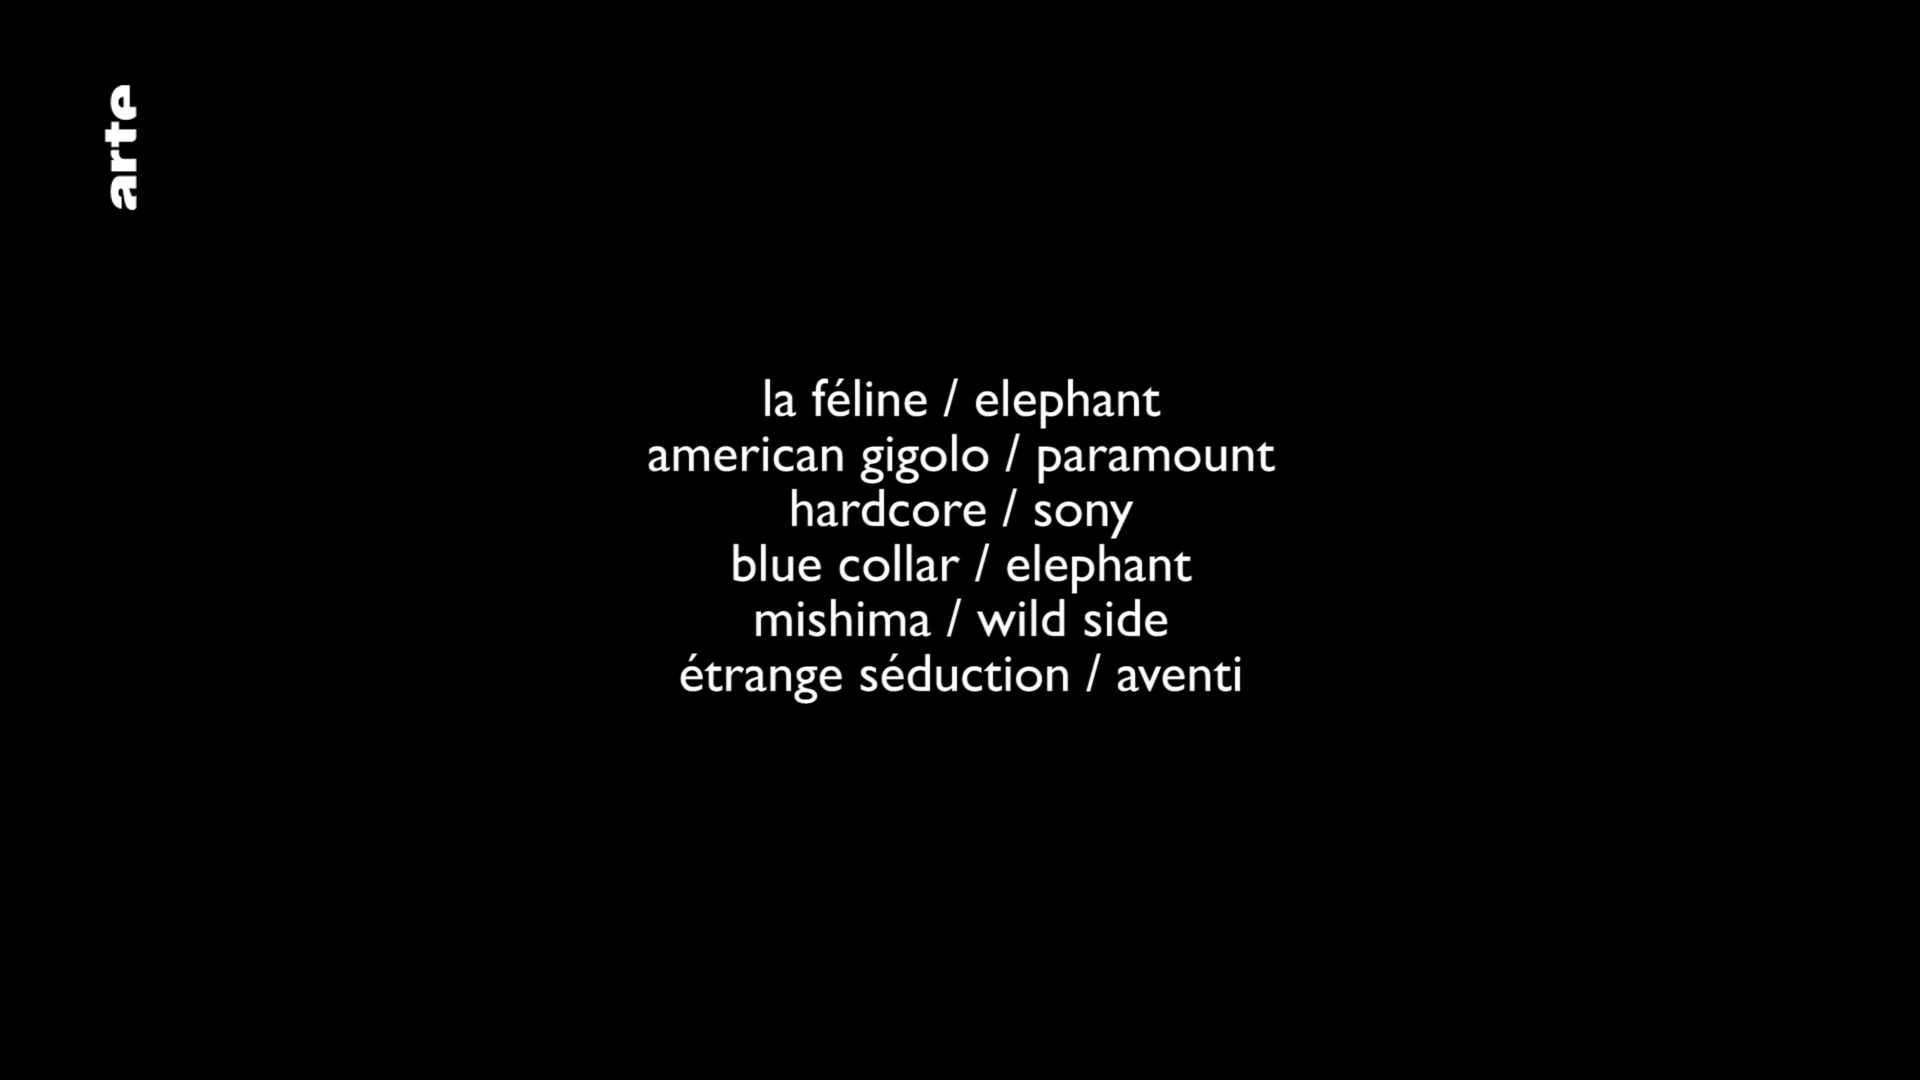 arte
la féline / elephant
american gigolo / paramount
hardcore / sony
blue collar / elephant
mishima / wild side
étrange séduction / aventi